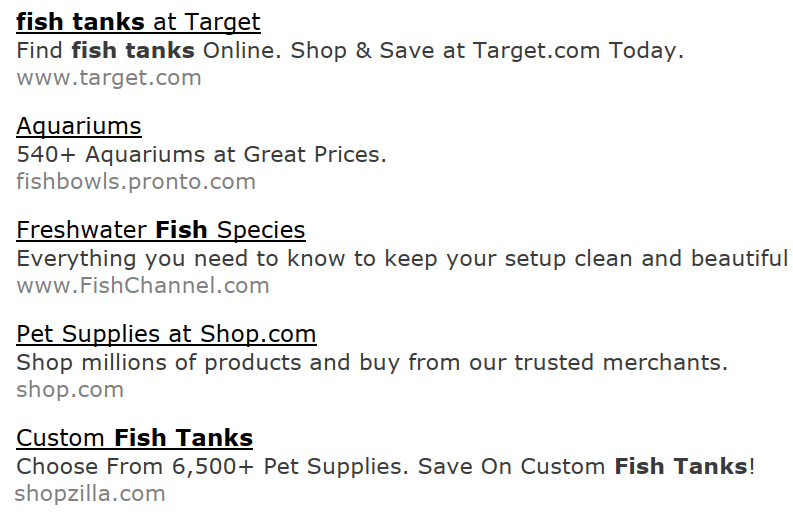 fish tanks at Target
Find fish tanks Online. Shop & Save at Target.com Today.
www.target.com
Aquariums
540+ Aquariums at Great Prices.
fishbowls.pronto.com
Freshwater Fish Species
Everything you need to know to keep your setup clean and beautiful
www.FishChannel.com
Pet Supplies at Shop.com
Shop millions of products and buy from our trusted merchants.
shop.com
Custom Fish Tanks
Choose From 6,500+ Pet Supplies. Save On Custom Fish Tanks!
shopzilla.com